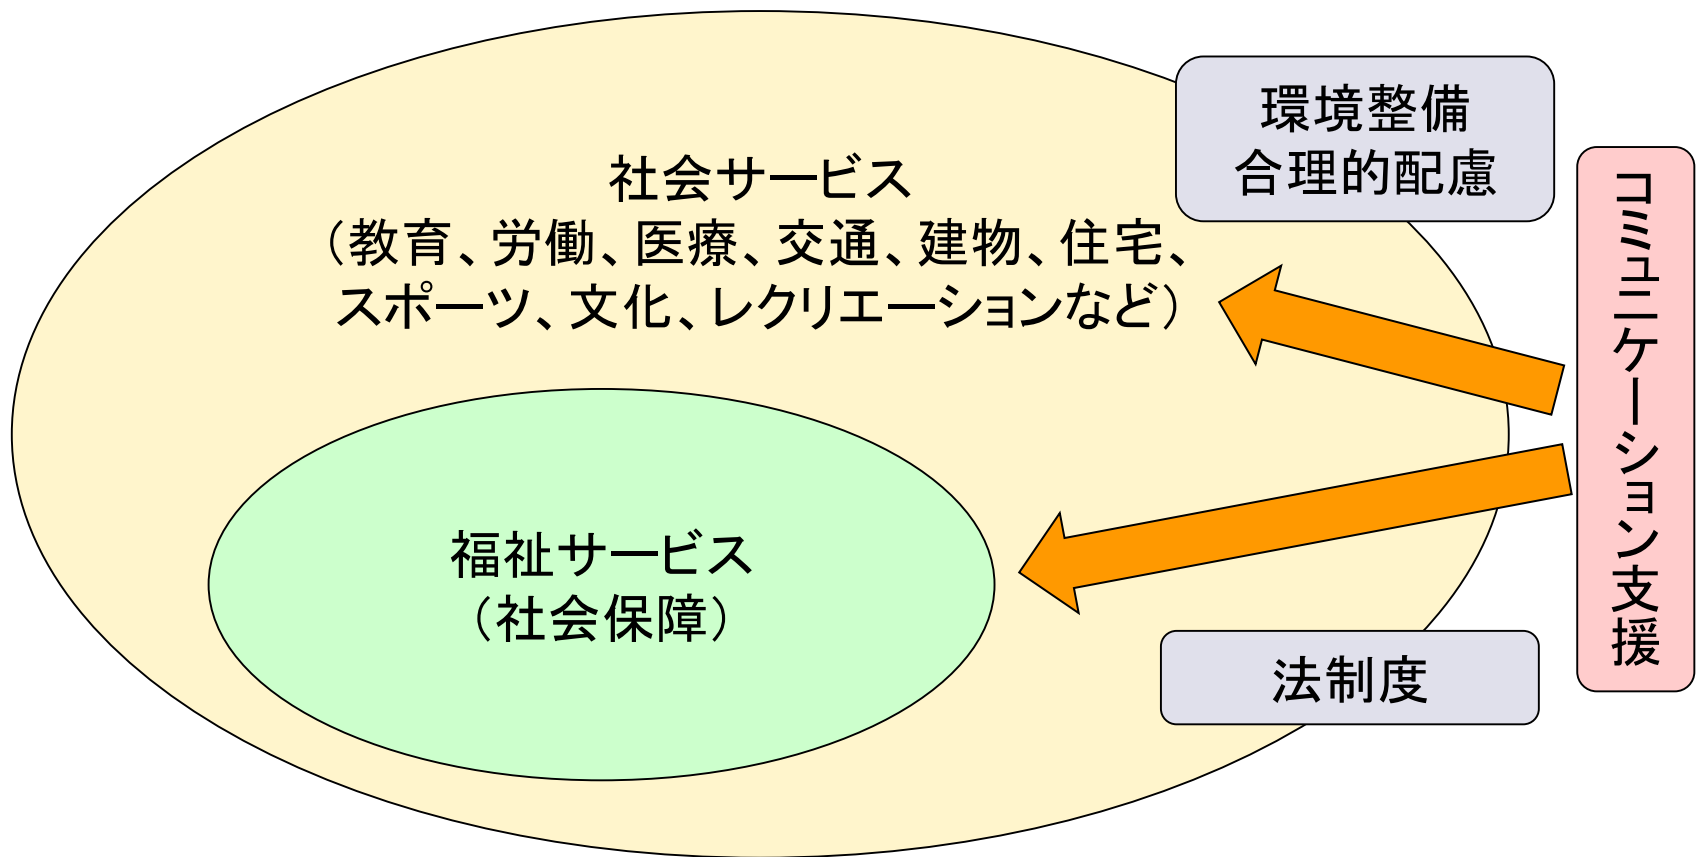 環境整備
合理的配慮
社会サービス
（教育、労働、医療、交通、建物、住宅、
スポーツ、文化、レクリエーションなど）
コミュニケーション支援
福祉サービス
（社会保障）
法制度